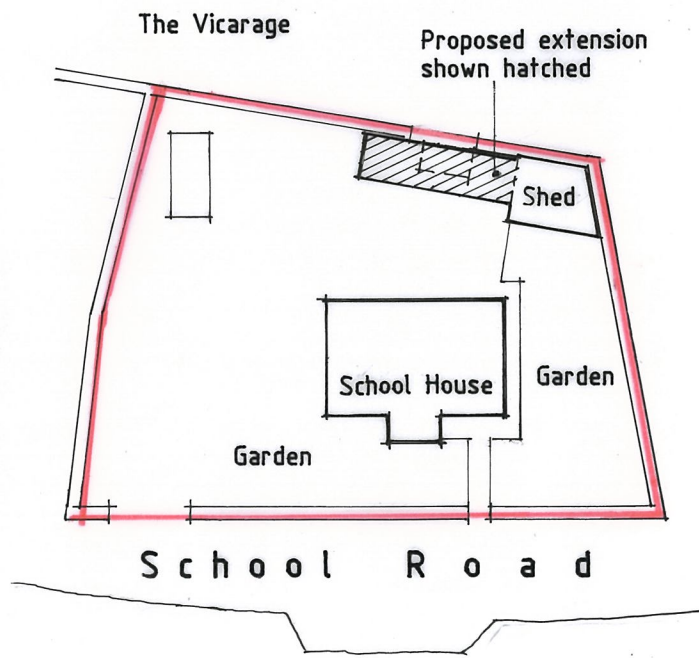 The Vicarage
Proposed extension
shown hatched
Shed
School House
Garden
Garden
School Road